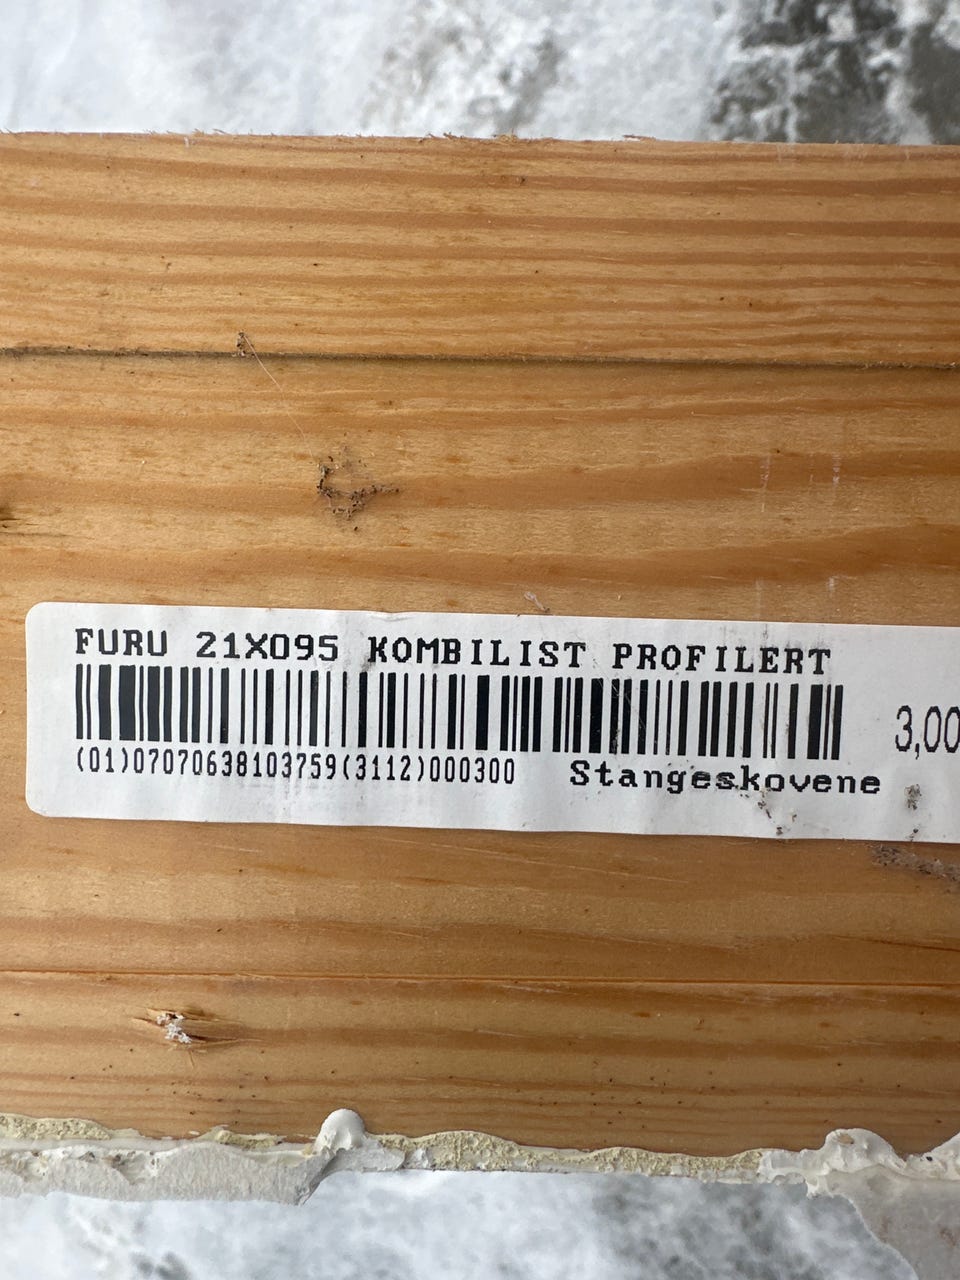 FURU 21X095 KOMBILIST PROFILERT
3,00
(01)07070638103759(3112)000300 Stangeskovene